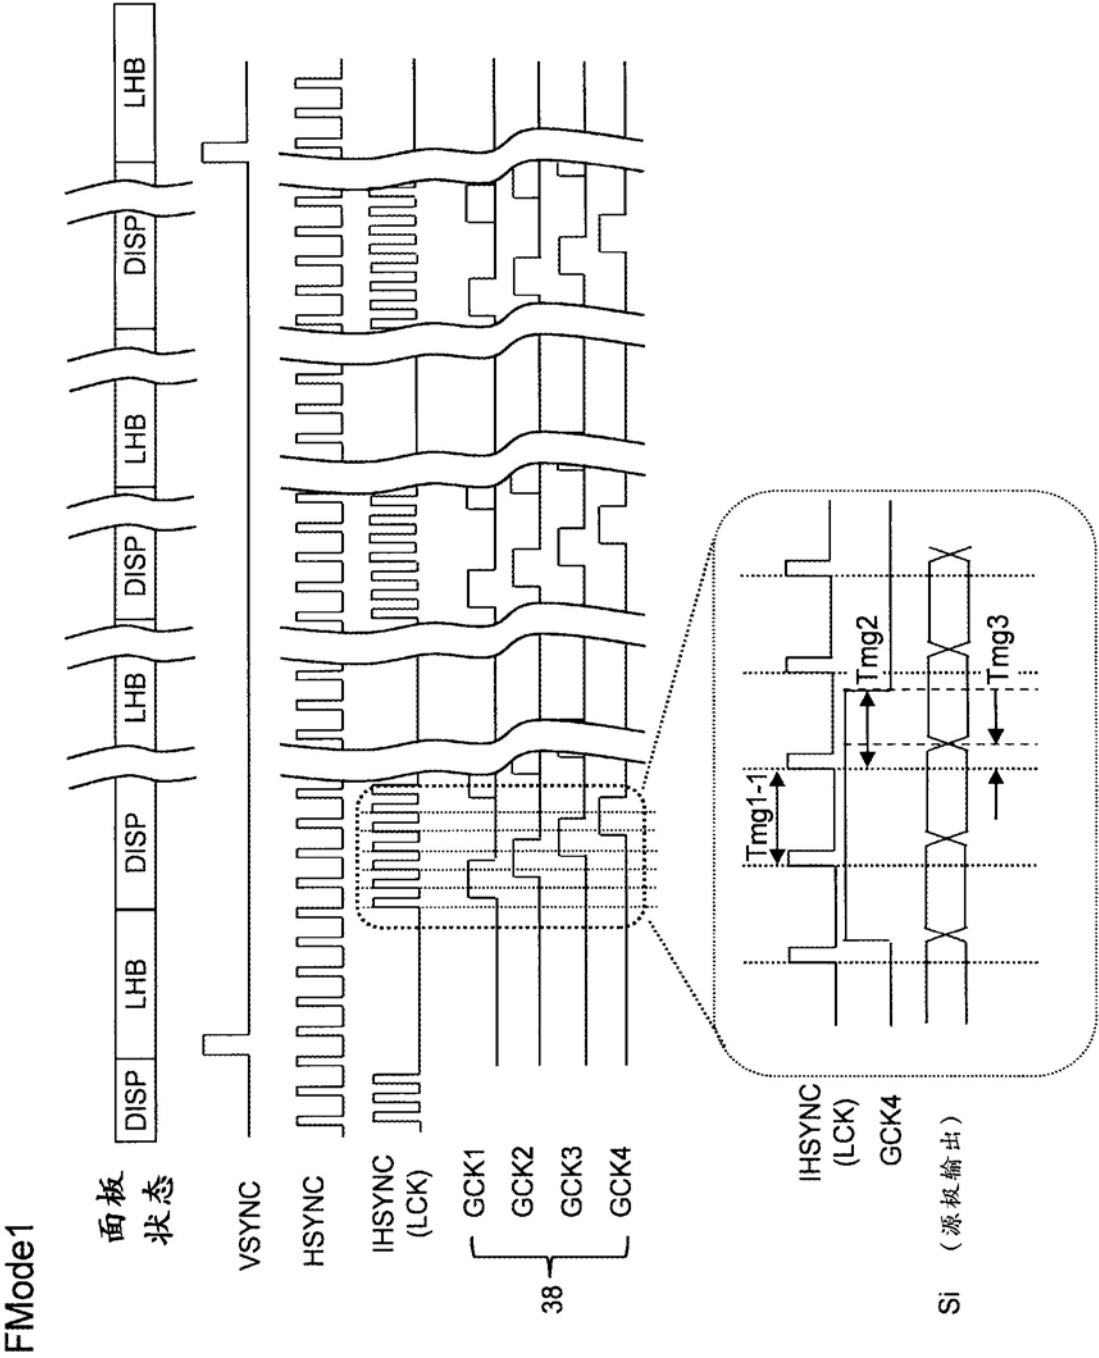 FMode1
面板
状态
DISP
LHB
DISP
LHB
DISP
LHB
DISP
LHB
VSYNC
HSYNC
IHSYNC
(LCK)
GCK1
GCK2
GCK3
GCK4
38
Tmg1-1
Tmg2
Tmg3
IHSYNC
(LCK)
GCK4
Si （源极输出）